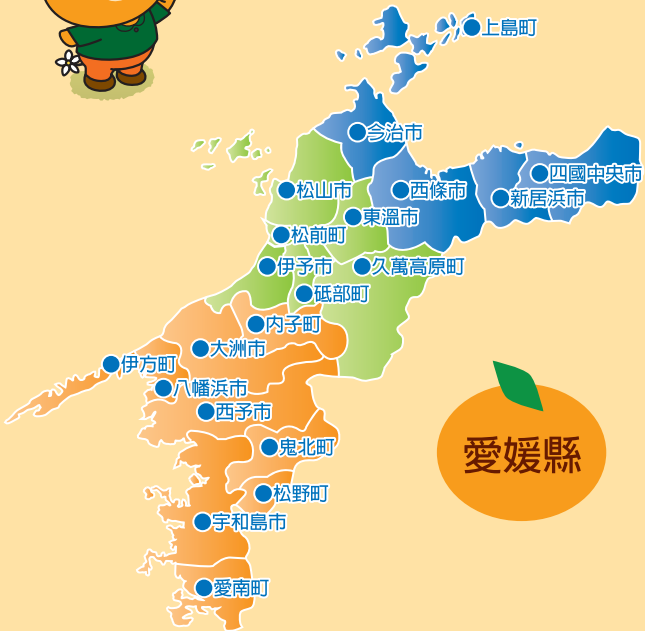 上島町
今治市
四國中央市
松山市
西條市
新居浜市
東溫市
松前町
伊予市
久萬高原町
砥部町
内子町
大洲市
伊方町
八幡浜市
西予市
鬼北町
愛媛縣
松野町
宇和島市
愛南町